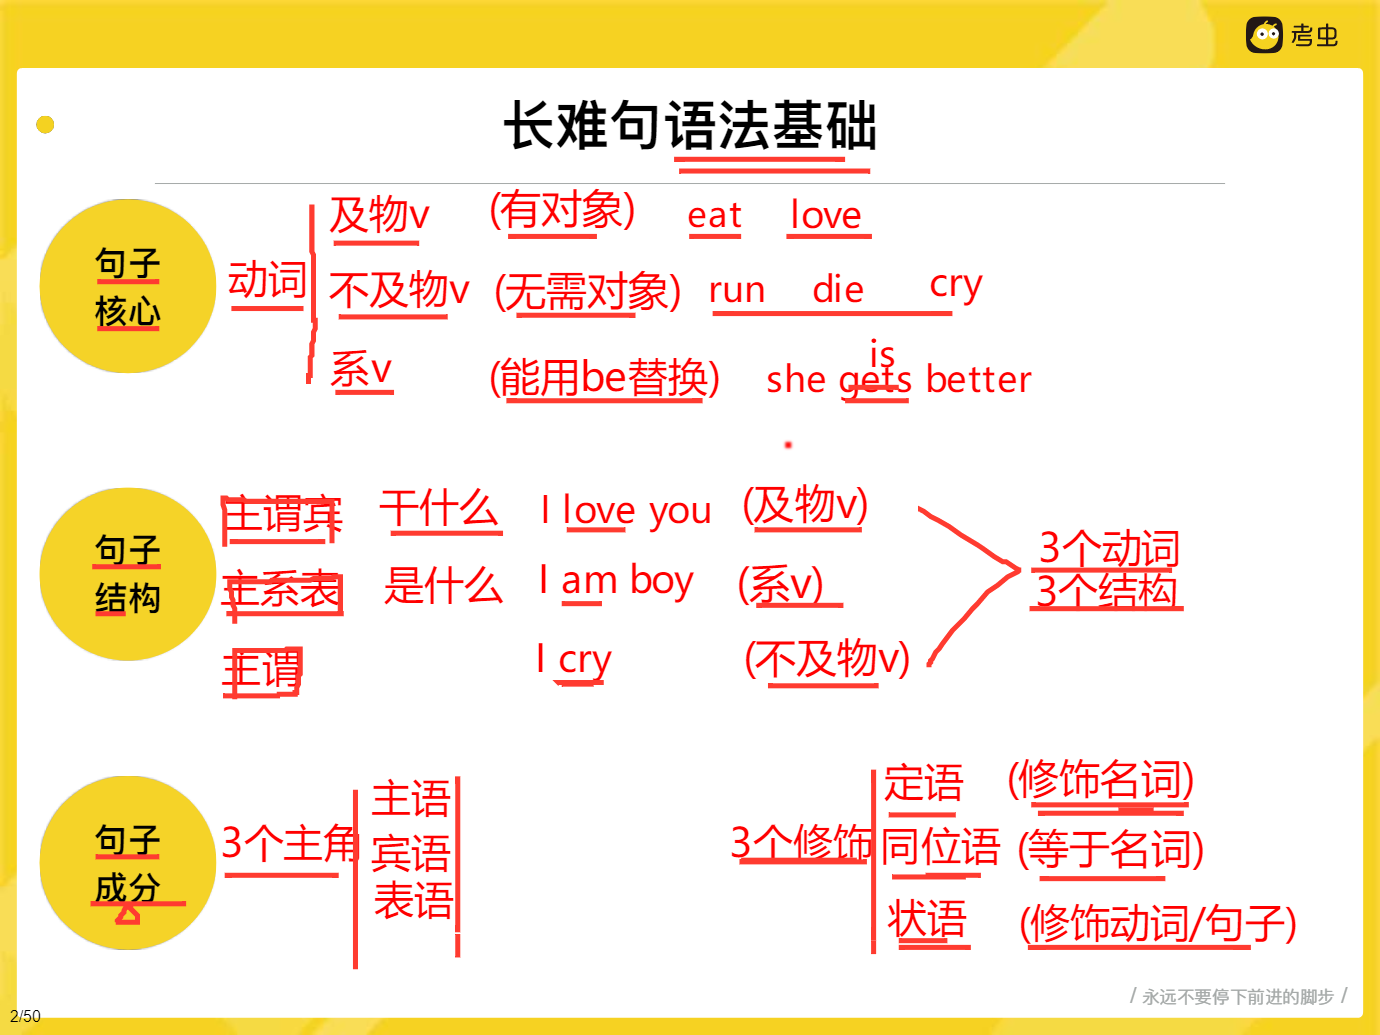 考虫
长难句语法基础
句子
核心
动词
及物v (有对象) eat love
不及物v (无需对象) run die cry
系v (能用be替换) she gets better
is
句子
结构
主谓宾 干什么 I love you (及物v)
主系表 是什么 I am boy (系v)
主谓 I cry (不及物v)
3个动词
3个结构
句子
成分
3个主角
主语
宾语
表语
3个修饰
定语 (修饰名词)
同位语 (等于名词)
状语 (修饰动词/句子)
/ 永远不要停下前进的脚步 /
2/50